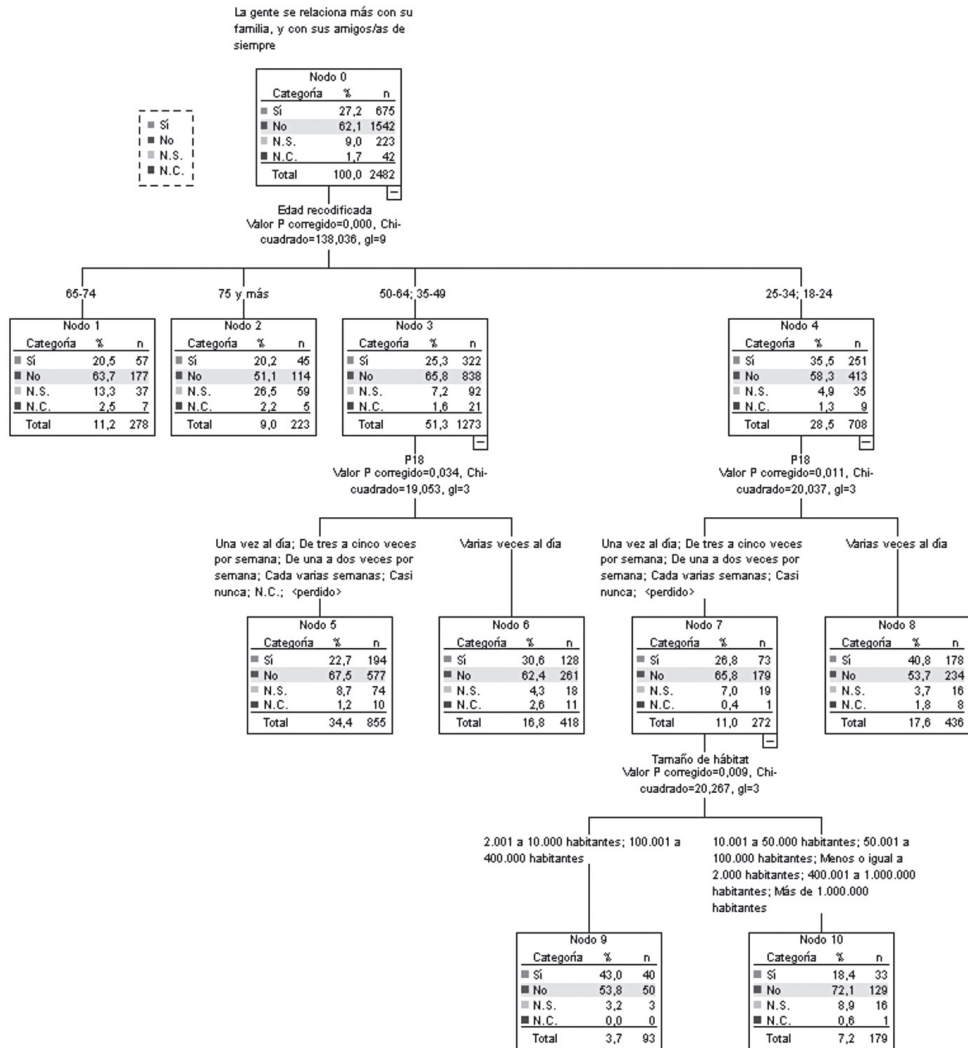 La gente se relaciona más con su
familia, y con sus amigos/as de
siempre
Nodo 0
Categoría % n
Sí 27,2 675
No 62,1 1542
N.S. 9,0 223
N.C. 1,7 42
Total 100,0 2482
Sí
No
N.S.
N.C.
Edad recodificada
Valor P corregido=0,000, Chi-
cuadrado=138,036, gl=9
65-74
75 y más
50-64; 35-49
25-34; 18-24
Nodo 1
Categoría % n
Sí 20,5 57
No 63,7 177
N.S. 13,3 37
N.C. 2,5 7
Total 11,2 278
Nodo 2
Categoría % n
Sí 20,2 45
No 51,1 114
N.S. 26,5 59
N.C. 2,2 5
Total 9,0 223
Nodo 3
Categoría % n
Sí 25,3 322
No 65,8 838
N.S. 7,2 92
N.C. 1,6 21
Total 51,3 1273
Nodo 4
Categoría % n
Sí 35,5 251
No 58,3 413
N.S. 4,9 35
N.C. 1,3 9
Total 28,5 708
P18
Valor P corregido=0,034, Chi-
cuadrado=19,053, gl=3
P18
Valor P corregido=0,011, Chi-
cuadrado=20,037, gl=3
Una vez al día; De tres a cinco veces
por semana; De una a dos veces por
semana; Cada varias semanas; Casi
nunca; N.C.; <perdido>
Varias veces al día
Una vez al día; De tres a cinco veces
por semana; De una a dos veces por
semana; Cada varias semanas; Casi
nunca; <perdido>
Varias veces al día
Nodo 5
Categoría % n
Sí 22,7 194
No 67,5 577
N.S. 8,7 74
N.C. 1,2 10
Total 34,4 855
Nodo 6
Categoría % n
Sí 30,6 128
No 62,4 261
N.S. 4,3 18
N.C. 2,6 11
Total 16,8 418
Nodo 7
Categoría % n
Sí 26,8 73
No 65,8 179
N.S. 7,0 19
N.C. 0,4 1
Total 11,0 272
Nodo 8
Categoría % n
Sí 40,8 178
No 53,7 234
N.S. 3,7 16
N.C. 1,8 8
Total 17,6 436
Tamaño de hábitat
Valor P corregido=0,009, Chi-
cuadrado=20,267, gl=3
2.001 a 10.000 habitantes; 100.001 a
400.000 habitantes
10.001 a 50.000 habitantes; 50.001 a
100.000 habitantes; Menos o igual a
2.000 habitantes; 400.001 a 1.000.000
habitantes; Más de 1.000.000
habitantes
Nodo 9
Categoría % n
Sí 43,0 40
No 53,8 50
N.S. 3,2 3
N.C. 0,0 0
Total 3,7 93
Nodo 10
Categoría % n
Sí 18,4 33
No 72,1 129
N.S. 8,9 16
N.C. 0,6 1
Total 7,2 179